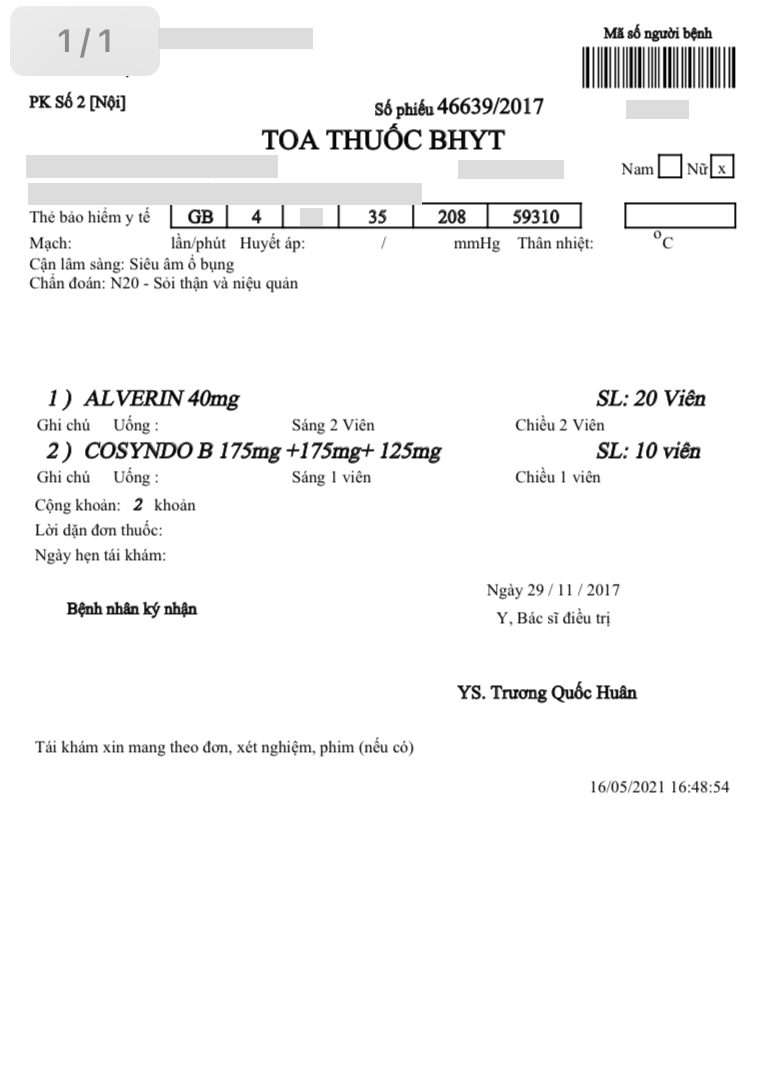 1/1
Mã số người bệnh
PK Số 2 [Nội]
Số phiếu 46639/2017
TOA THUỐC BHYT
Nam Nữ x
Thẻ bảo hiểm y tế GB 4 35 208 59310
Mạch: lần/phút Huyết áp: / mmHg Thân nhiệt: °C
Cận lâm sàng: Siêu âm ổ bụng
Chẩn đoán: N20 - Sỏi thận và niệu quản
1 ) ALVERIN 40mg SL: 20 Viên
Ghi chú Uống : Sáng 2 Viên Chiều 2 Viên
2 ) COSYNDO B 175mg +175mg+ 125mg SL: 10 viên
Ghi chú Uống : Sáng 1 viên Chiều 1 viên
Cộng khoản: 2 khoản
Lời dặn đơn thuốc:
Ngày hẹn tái khám:
Ngày 29 / 11 / 2017
Bệnh nhân ký nhận
Y, Bác sĩ điều trị
YS. Trương Quốc Huân
Tái khám xin mang theo đơn, xét nghiệm, phim (nếu có)
16/05/2021 16:48:54